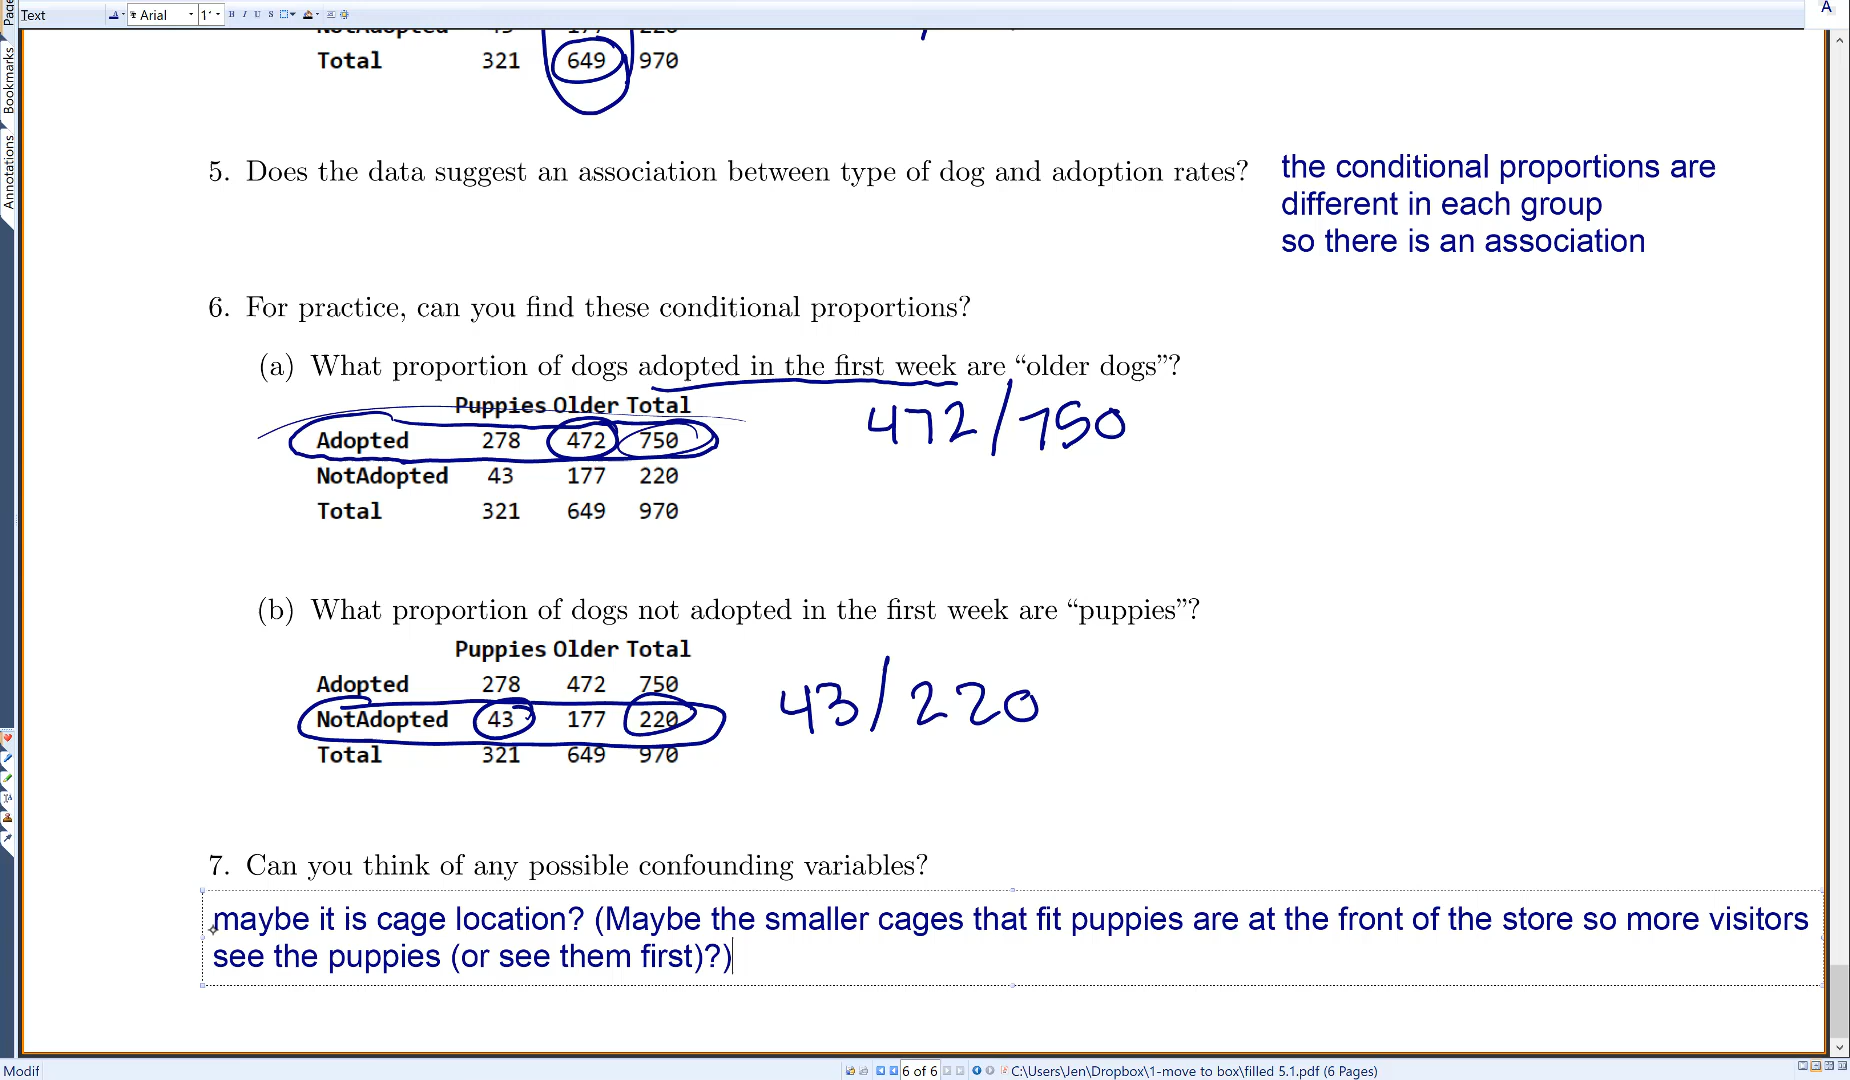 Text
Arial
A
Bookmarks
Annotations
Total 321 649 970
5. Does the data suggest an association between type of dog and adoption rates?
the conditional proportions are
different in each group
so there is an association
6. For practice, can you find these conditional proportions?
(a) What proportion of dogs adopted in the first week are “older dogs”?
Puppies Older Total
Adopted 278 472 750
NotAdopted 43 177 220
Total 321 649 970
472/750
(b) What proportion of dogs not adopted in the first week are “puppies”?
Puppies Older Total
Adopted 278 472 750
NotAdopted 43 177 220
Total 321 649 970
43/220
7. Can you think of any possible confounding variables?
maybe it is cage location? (Maybe the smaller cages that fit puppies are at the front of the store so more visitors
see the puppies (or see them first)?)
Modif
6 of 6
C:\Users\Jen\Dropbox\1-move to box\filled 5.1.pdf (6 Pages)